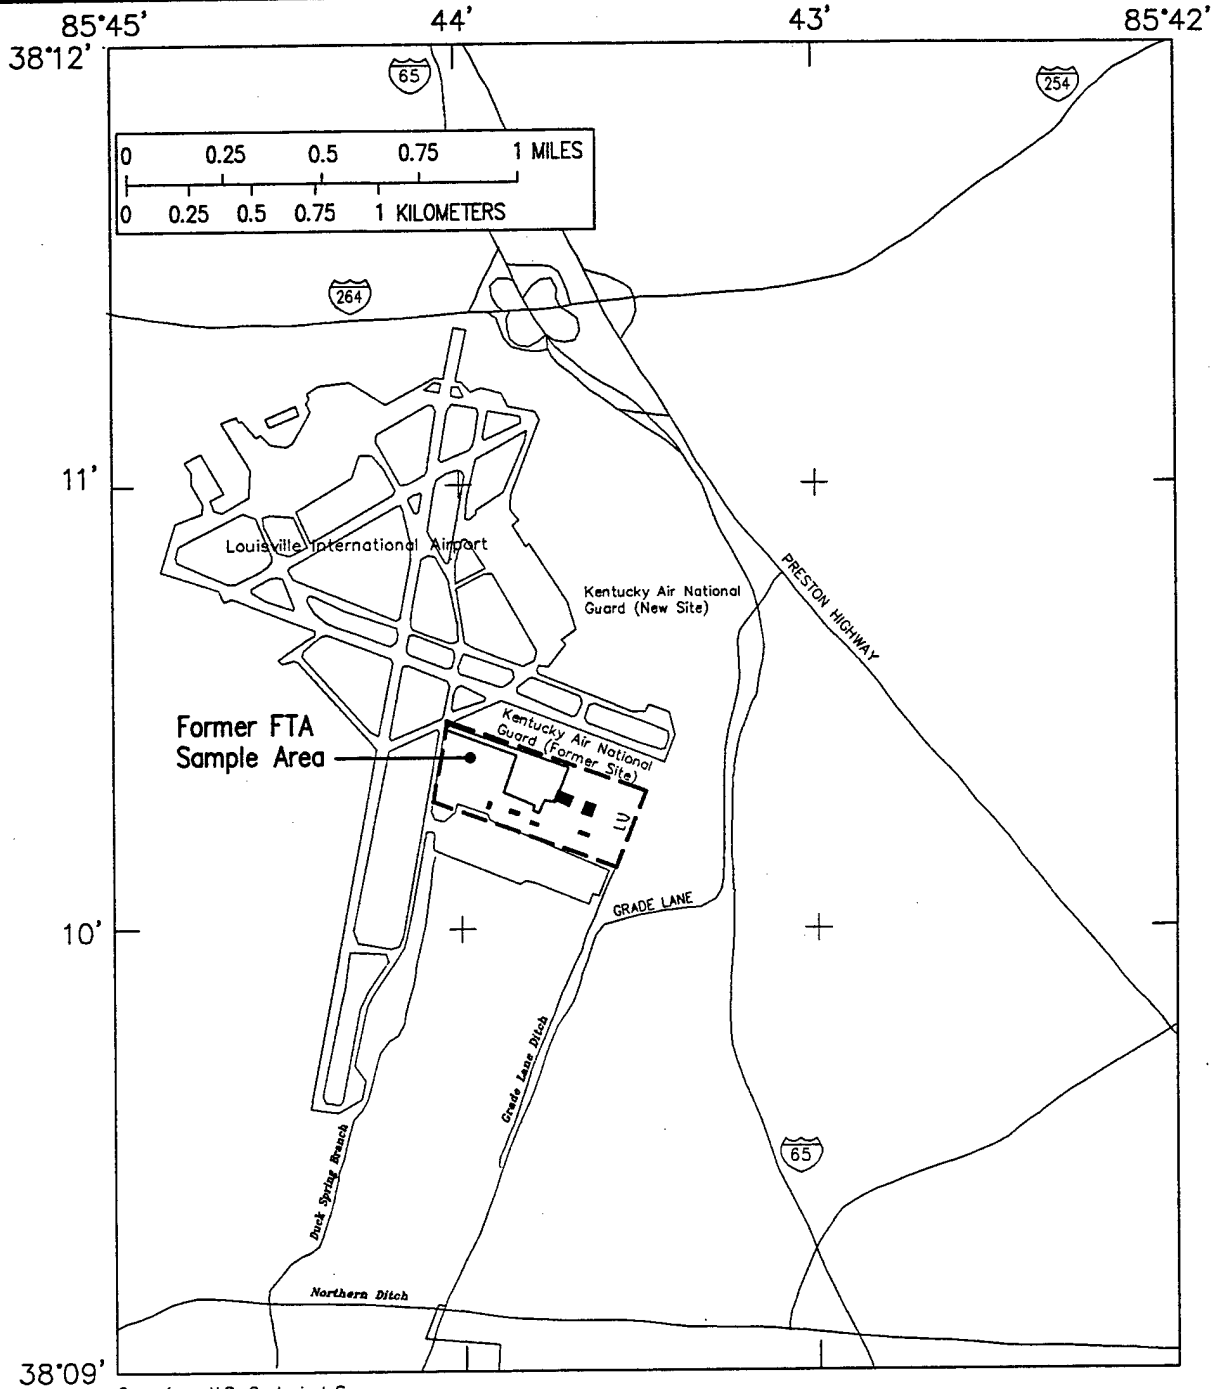 85°45' 44' 43' 85°42'
38°12'
65
254
0 0.25 0.5 0.75 1 MILES
0 0.25 0.5 0.75 1 KILOMETERS
264
11'
Louisville International Airport
Kentucky Air National
Guard (New Site)
PRESTON HIGHWAY
Former FTA
Sample Area
Kentucky Air National
Guard (Former Site)
GRADE LANE
10'
Grade Lane Ditch
65
Duck Spring Branch
Northern Ditch
38°09'